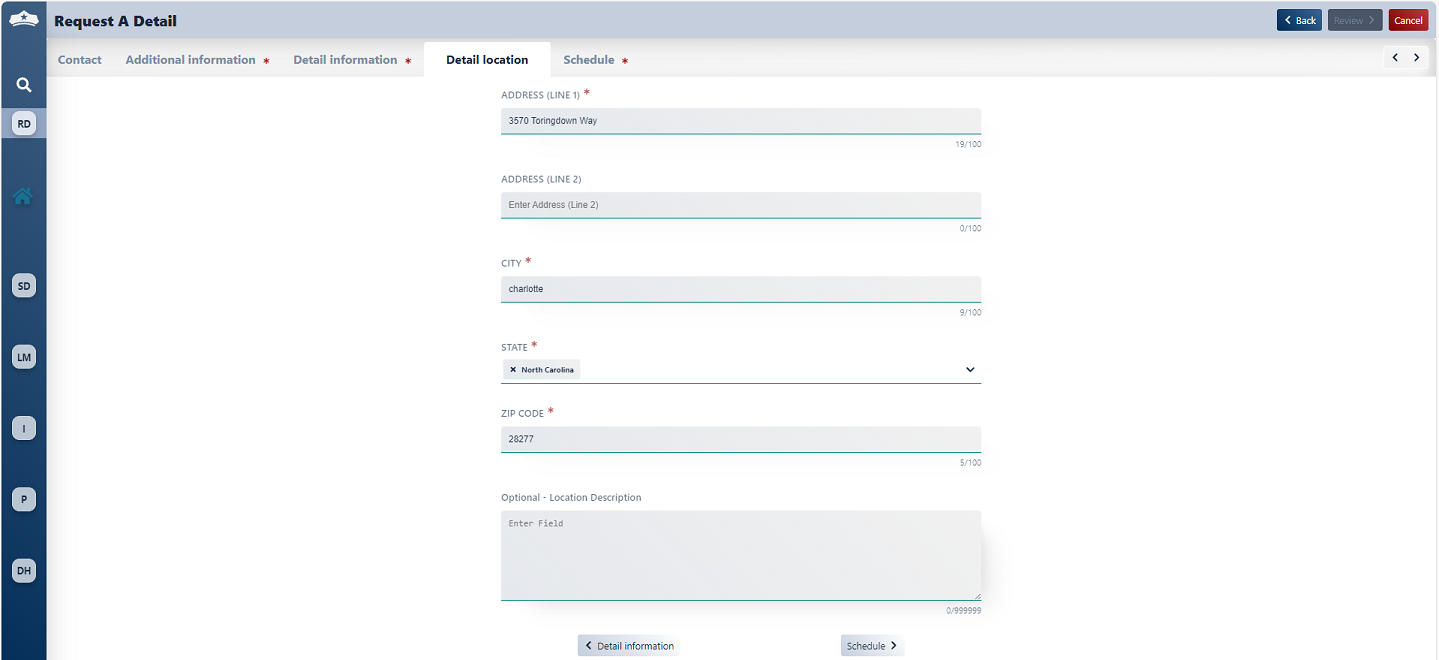 Request A Detail
Back
Review
Cancel
Contact
Additional information *
Detail information *
Detail location
Schedule *
RD
SD
LM
I
P
DH
ADDRESS (LINE 1) *
3570 Toringdown Way
19/100
ADDRESS (LINE 2)
Enter Address (Line 2)
0/100
CITY *
charlotte
9/100
STATE *
× North Carolina
ZIP CODE *
28277
5/100
Optional - Location Description
Enter Field
0/999999
Detail information
Schedule